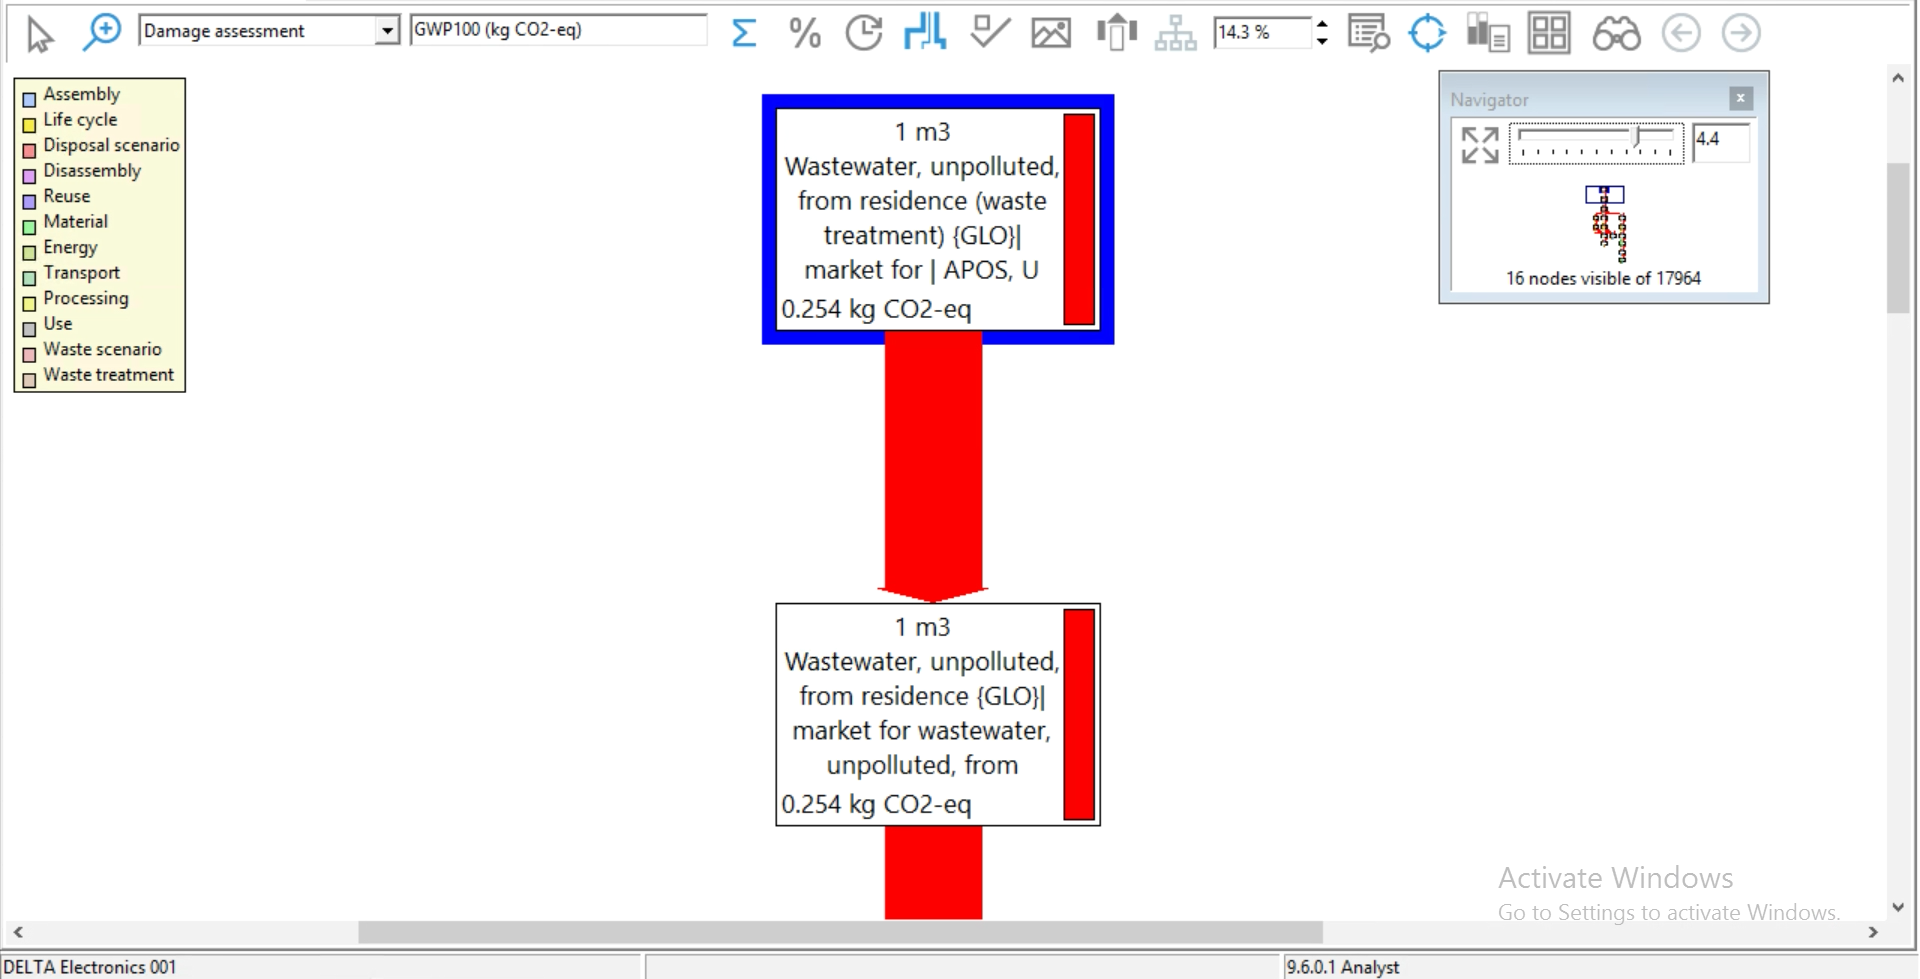 Damage assessment
GWP100 (kg CO2-eq)
Σ
%
14.3 %
Assembly
Life cycle
Disposal scenario
Disassembly
Reuse
Material
Energy
Transport
Processing
Use
Waste scenario
Waste treatment
1 m3
Wastewater, unpolluted,
from residence (waste
treatment) {GLO}|
market for | APOS, U
0.254 kg CO2-eq
Navigator
x
4.4
16 nodes visible of 17964
1 m3
Wastewater, unpolluted,
from residence {GLO}|
market for wastewater,
unpolluted, from
0.254 kg CO2-eq
Activate Windows
Go to Settings to activate Windows.
DELTA Electronics 001
9.6.0.1 Analyst